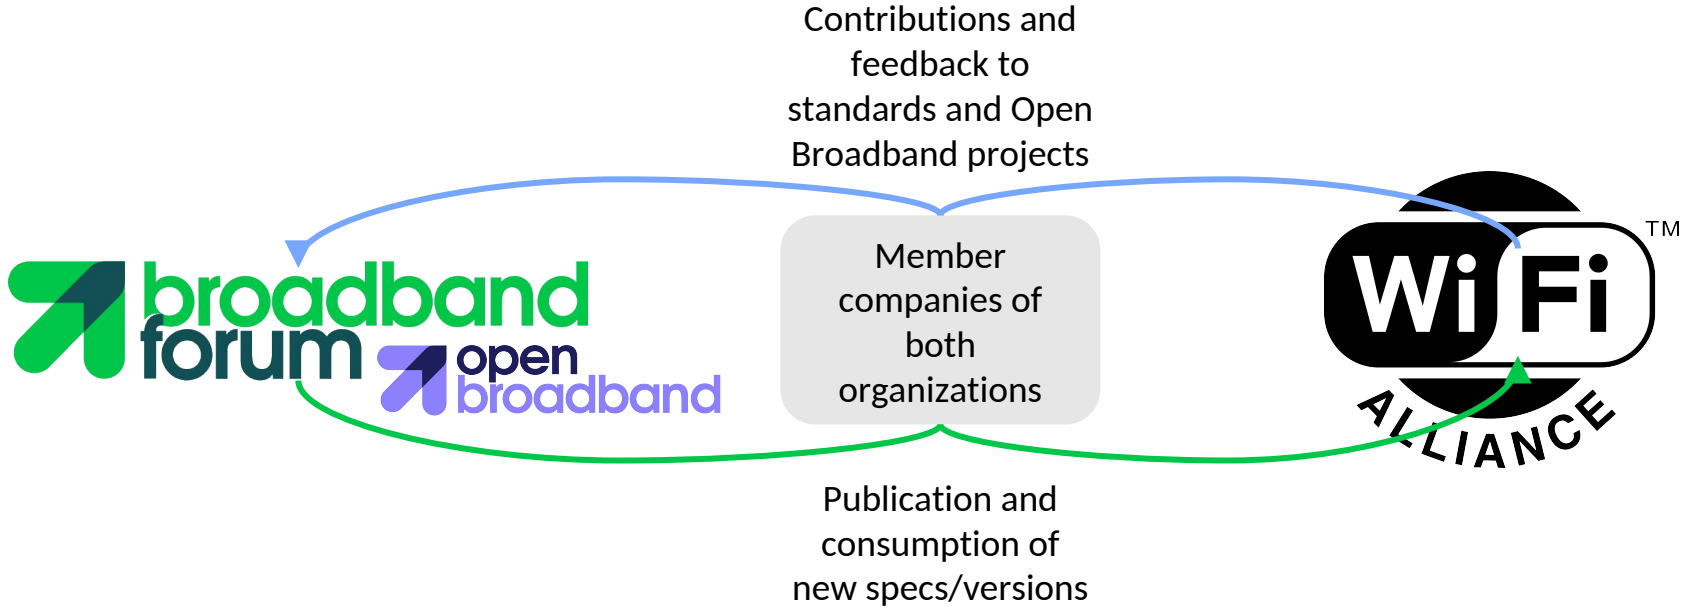 Contributions and
feedback to
standards and Open
Broadband projects
broadband
forum
open
broadband
Member
companies of
both
organizations
Wi Fi
TM
ALLIANCE
Publication and
consumption of
new specs/versions